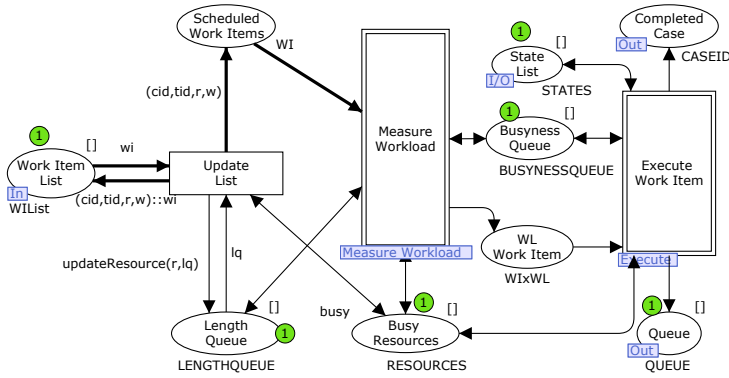 Scheduled
Work Items
WI
(cid,tid,r,w)
1
[]
wi
Work Item
List
In
WIList
(cid,tid,r,w)::wi
Update
List
updateResource(r,lq)
lq
[]
Length
Queue
1
LENGTHQUEUE
busy
Measure
Workload
Measure Workload
1
[]
Busy
Resources
RESOURCES
1
[]
State
List
I/O
STATES
1
[]
Busyness
Queue
BUSYNESSQUEUE
WL
Work Item
WIxWL
Completed
Case
Out
CASEID
Execute
Work Item
Execute
1
[]
Queue
Out
QUEUE